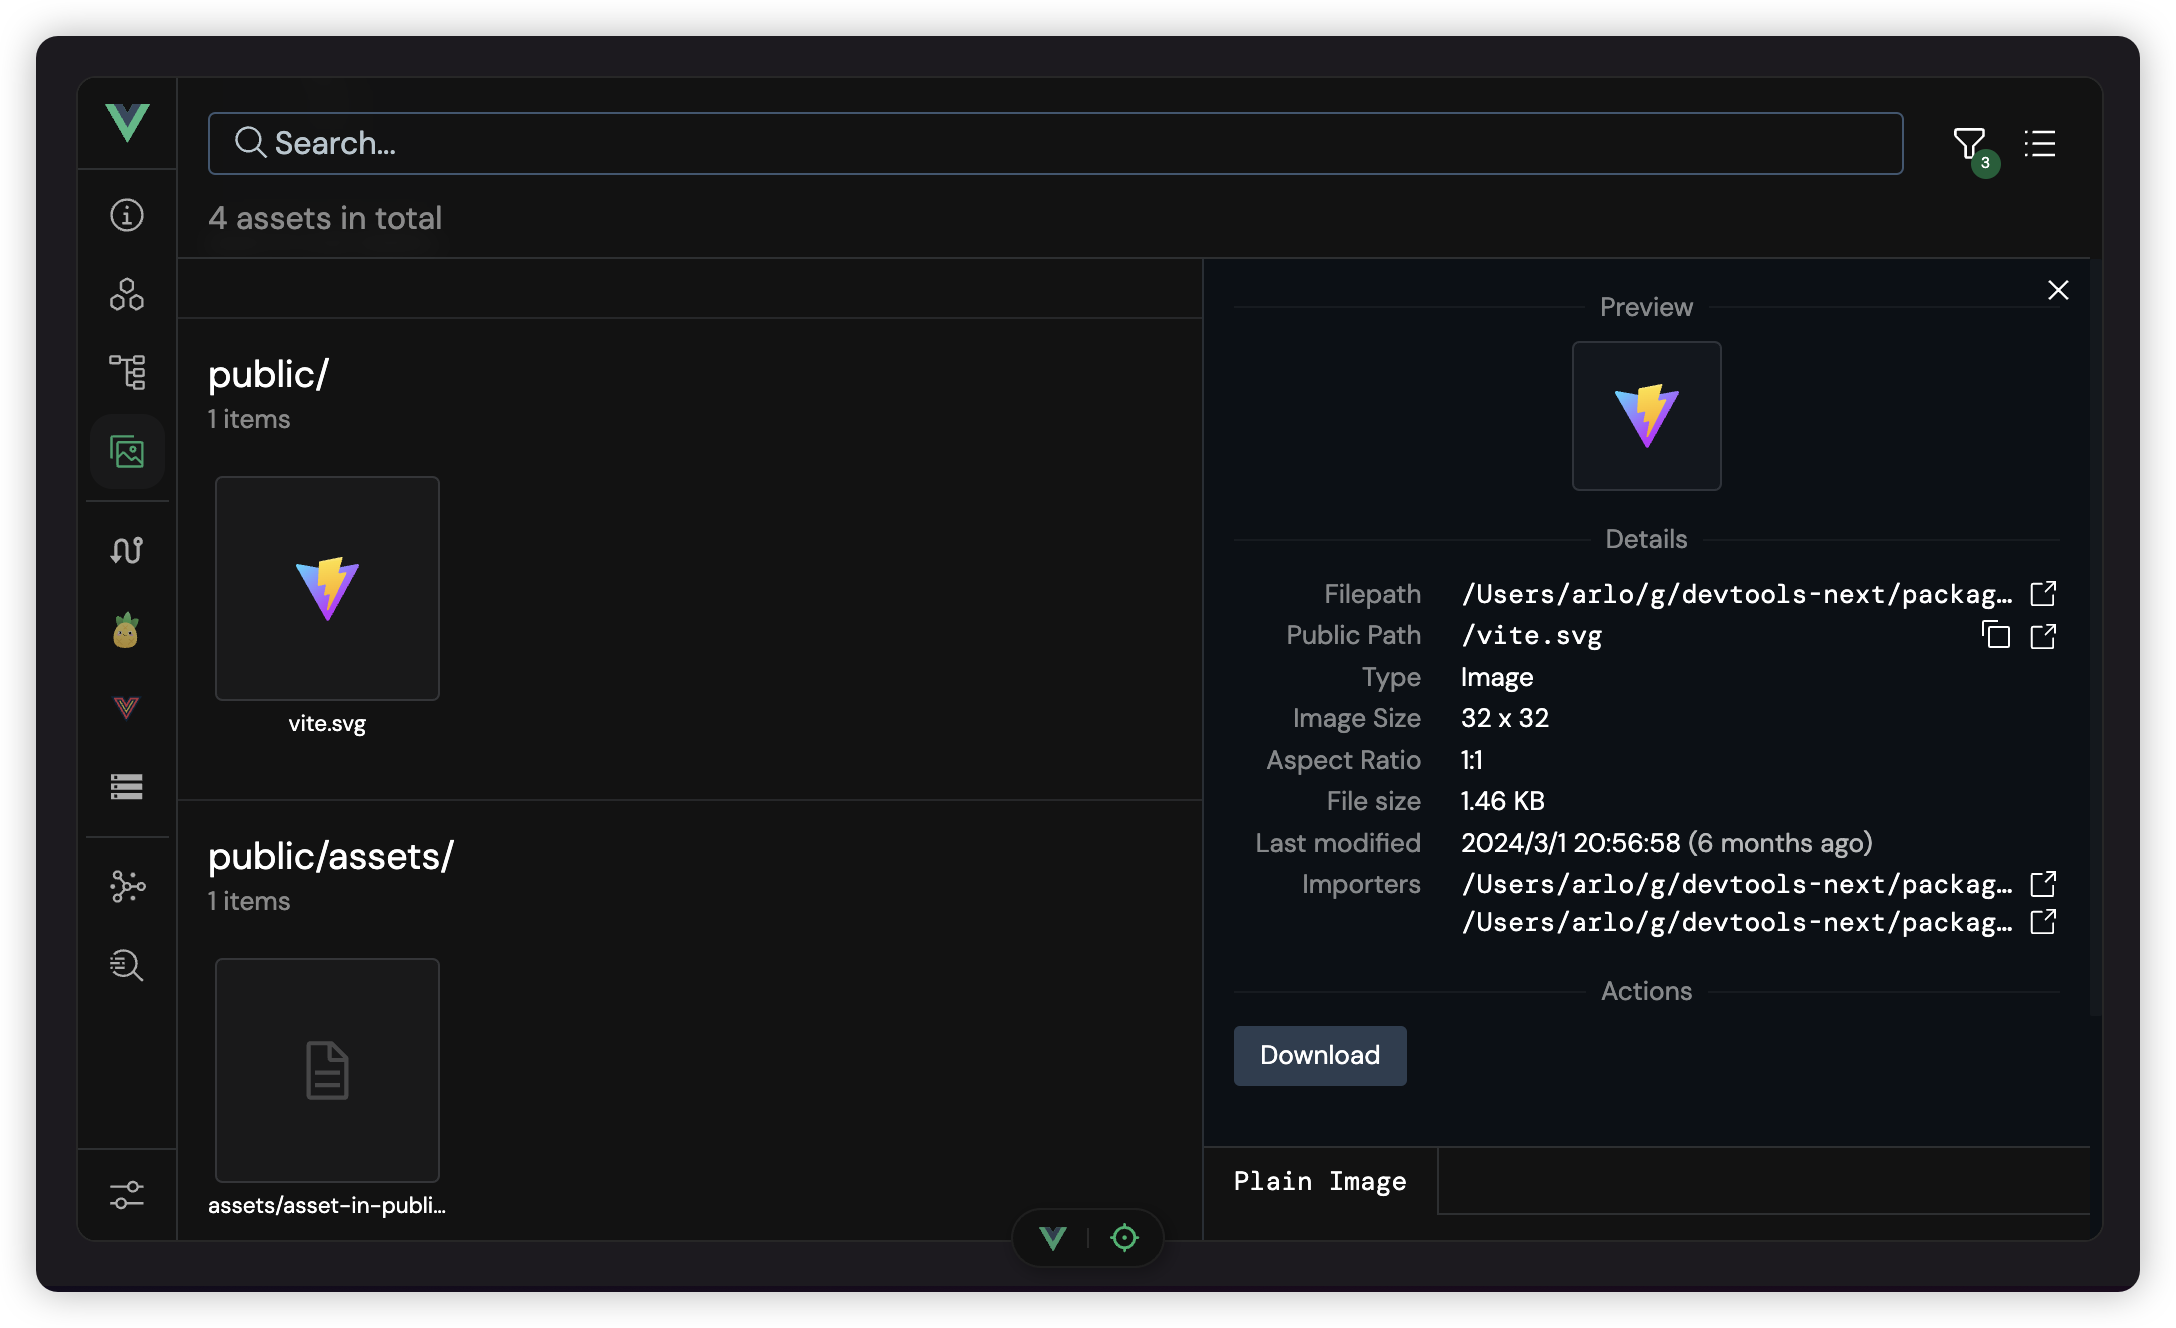 Search...
3
4 assets in total
public/
1 items
vite.svg
public/assets/
1 items
assets/asset-in-publi...
Preview
Details
Filepath /Users/arlo/g/devtools-next/packag...
Public Path /vite.svg
Type Image
Image Size 32 x 32
Aspect Ratio 1:1
File size 1.46 KB
Last modified 2024/3/1 20:56:58 (6 months ago)
Importers /Users/arlo/g/devtools-next/packag...
/Users/arlo/g/devtools-next/packag...
Actions
Download
Plain Image